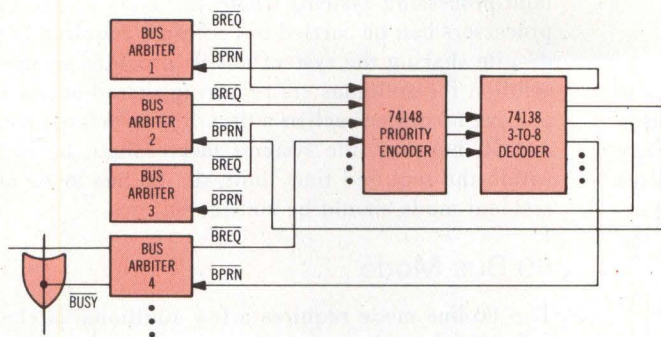 BUS
ARBITER
1
BREQ
BPRN
BUS
ARBITER
2
BREQ
BPRN
BUS
ARBITER
3
BREQ
BPRN
BUS
ARBITER
4
BREQ
BPRN
BUSY
74148
PRIORITY
ENCODER
74138
3-TO-8
DECODER